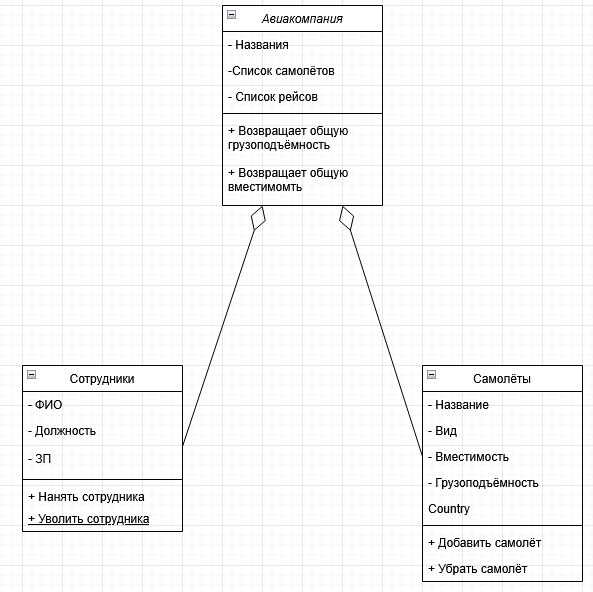 Авиакомпания
- Названия
-Список самолётов
- Список рейсов
+ Возвращает общую
грузоподъёмность
+ Возвращает общую
вместимомть
Сотрудники
- ФИО
- Должность
- ЗП
+ Нанять сотрудника
+ Уволить сотрудника
Самолёты
- Название
- Вид
- Вместимость
- Грузоподъёмность
Country
+ Добавить самолёт
+ Убрать самолёт